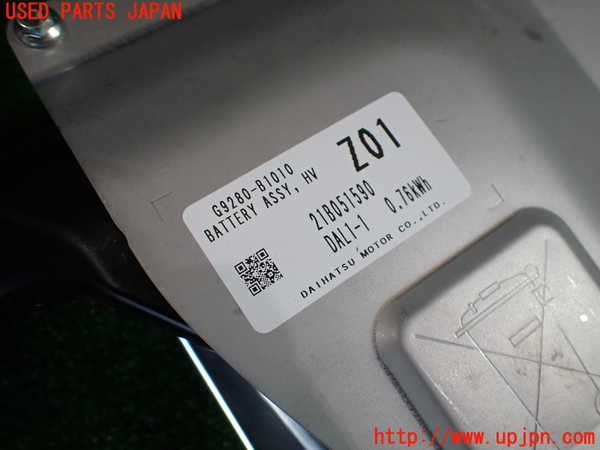 USED PARTS JAPAN
G9280-B1010
BATTERY ASSY, HV
Z01
21B051590
DAL1-1 0.76kWh
DAIHATSU MOTOR CO.,LTD.
http://www.upjpn.com/